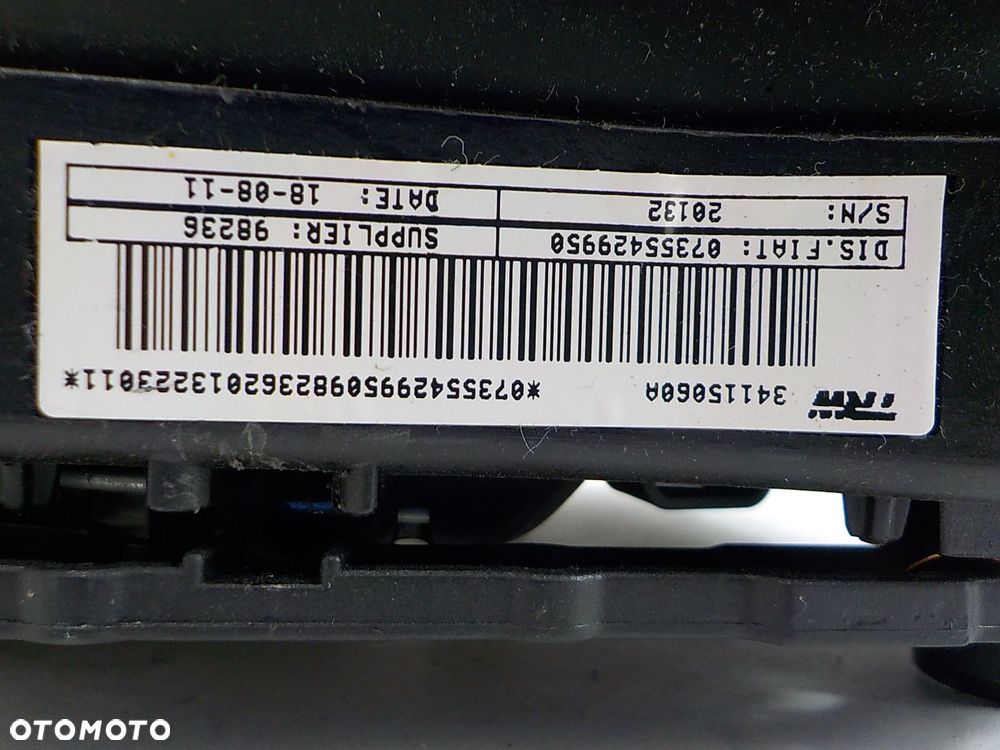 TRW 34115060A *07355429950982362013223011*
DIS.FIAT: 07355429950 SUPPLIER: 98236
S/N: 20132 DATE: 18-08-11
OTOMOTO